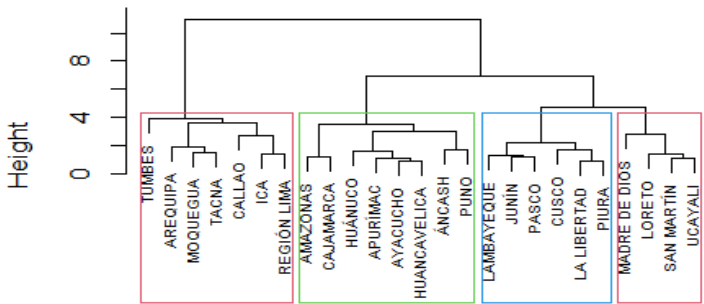 Height
8
4
0
TUMBES
AREQUIPA
MOQUEGUA
TACNA
CALLAO
ICA
REGIÓN LIMA
AMAZONAS
CAJAMARCA
HUÁNUCO
APURÍMAC
AYACUCHO
HUANCAVELICA
ÁNCASH
PUNO
LAMBAYEQUE
JUNÍN
PASCO
CUSCO
LA LIBERTAD
PIURA
MADRE DE DIOS
LORETO
SAN MARTÍN
UCAYALI